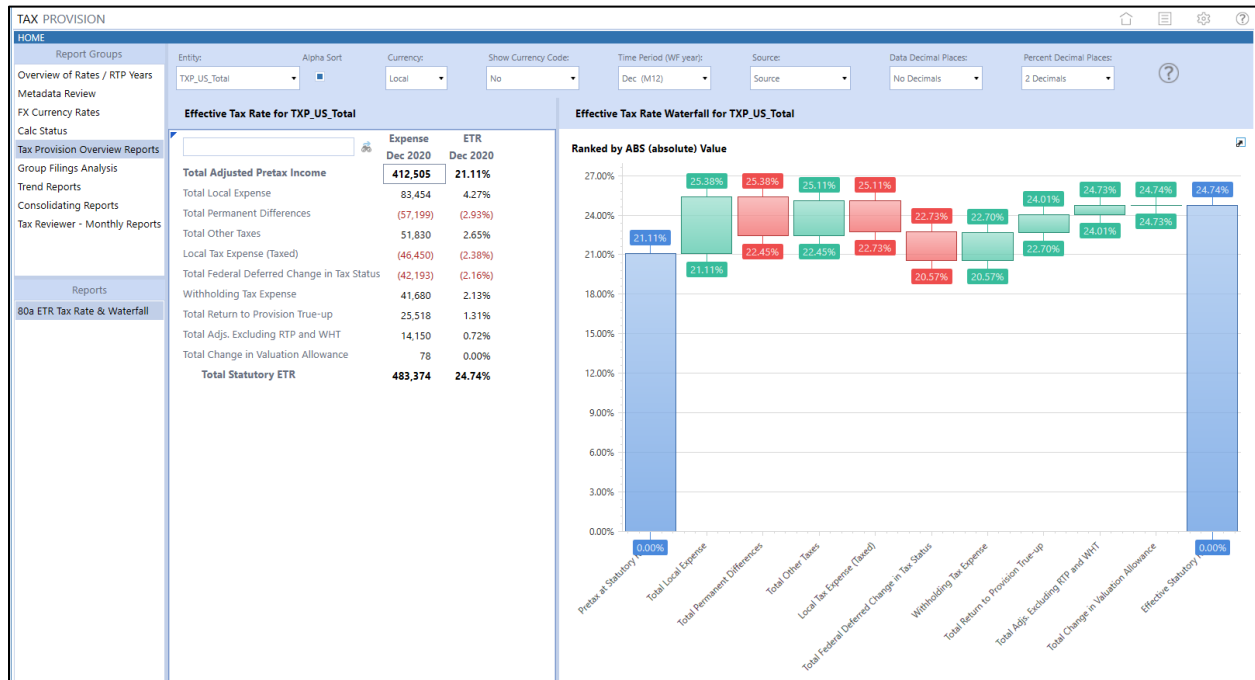 TAX PROVISION
HOME
Report Groups
Overview of Rates / RTP Years
Metadata Review
FX Currency Rates
Calc Status
Tax Provision Overview Reports
Group Filings Analysis
Trend Reports
Consolidating Reports
Tax Reviewer - Monthly Reports
Reports
80a ETR Tax Rate & Waterfall
Entity: Alpha Sort Currency: Show Currency Code: Time Period (WF year): Source: Data Decimal Places: Percent Decimal Places:
TXP_US_Total Local No Dec (M12) Source No Decimals 2 Decimals
Effective Tax Rate for TXP_US_Total
Expense ETR
Dec 2020 Dec 2020
Total Adjusted Pretax Income 412,505 21.11%
Total Local Expense 83,454 4.27%
Total Permanent Differences (57,199) (2.93%)
Total Other Taxes 51,830 2.65%
Local Tax Expense (Taxed) (46,450) (2.38%)
Total Federal Deferred Change in Tax Status (42,193) (2.16%)
Withholding Tax Expense 41,680 2.13%
Total Return to Provision True-up 25,518 1.31%
Total Adjs. Excluding RTP and WHT 14,150 0.72%
Total Change in Valuation Allowance 78 0.00%
Total Statutory ETR 483,374 24.74%
Effective Tax Rate Waterfall for TXP_US_Total
Ranked by ABS (absolute) Value
27.00%
24.00%
21.00%
18.00%
15.00%
12.00%
9.00%
6.00%
3.00%
0.00%
21.11%
0.00%
25.38%
21.11%
25.38%
22.45%
25.11%
22.45%
25.11%
22.73%
22.73%
20.57%
22.70%
20.57%
24.01%
22.70%
24.73%
24.01%
24.74%
24.73%
24.74%
0.00%
Pretax at Statutory
Total Local Expense
Total Permanent Differences
Total Other Taxes
Local Tax Expense (Taxed)
Total Federal Deferred Change in Tax Status
Withholding Tax Expense
Total Return to Provision True-up
Total Adjs. Excluding RTP and WHT
Total Change in Valuation Allowance
Effective Statutory